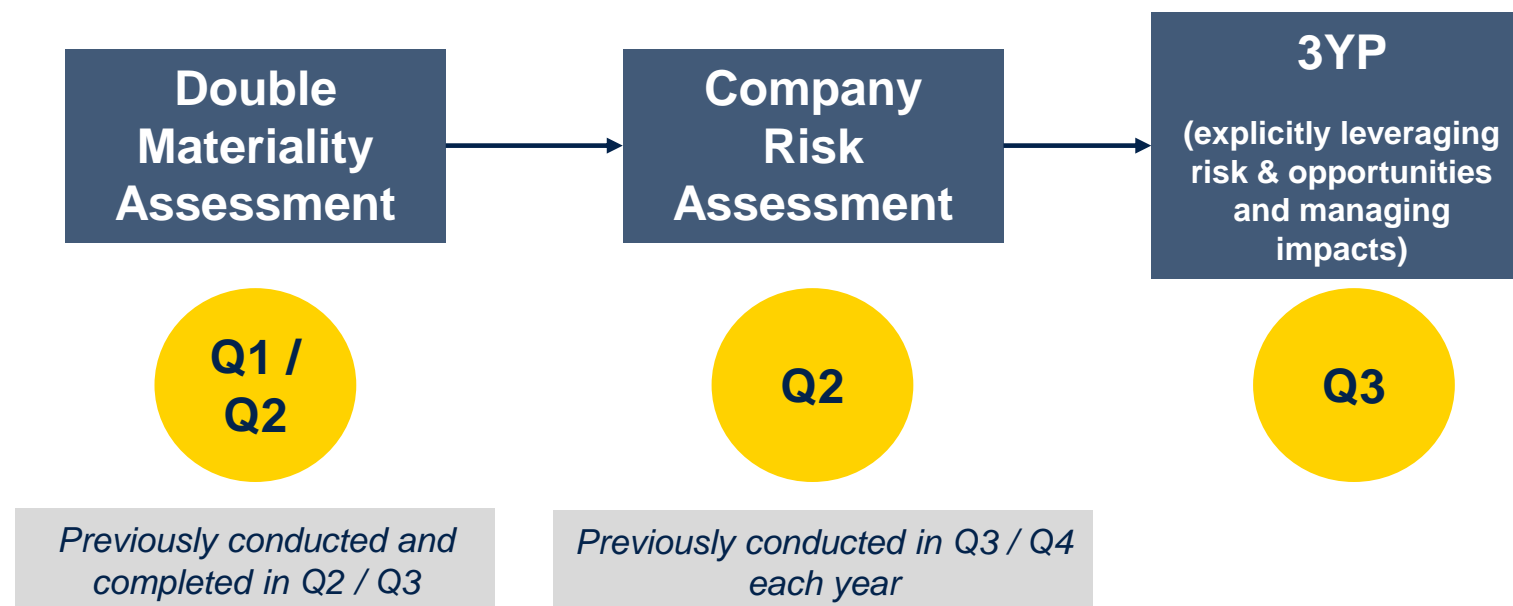 Double
Materiality
Assessment
Company
Risk
Assessment
3YP
(explicitly leveraging
risk & opportunities
and managing
impacts)
Q1 /
Q2
Q2
Q3
Previously conducted and
completed in Q2 / Q3
Previously conducted in Q3 / Q4
each year